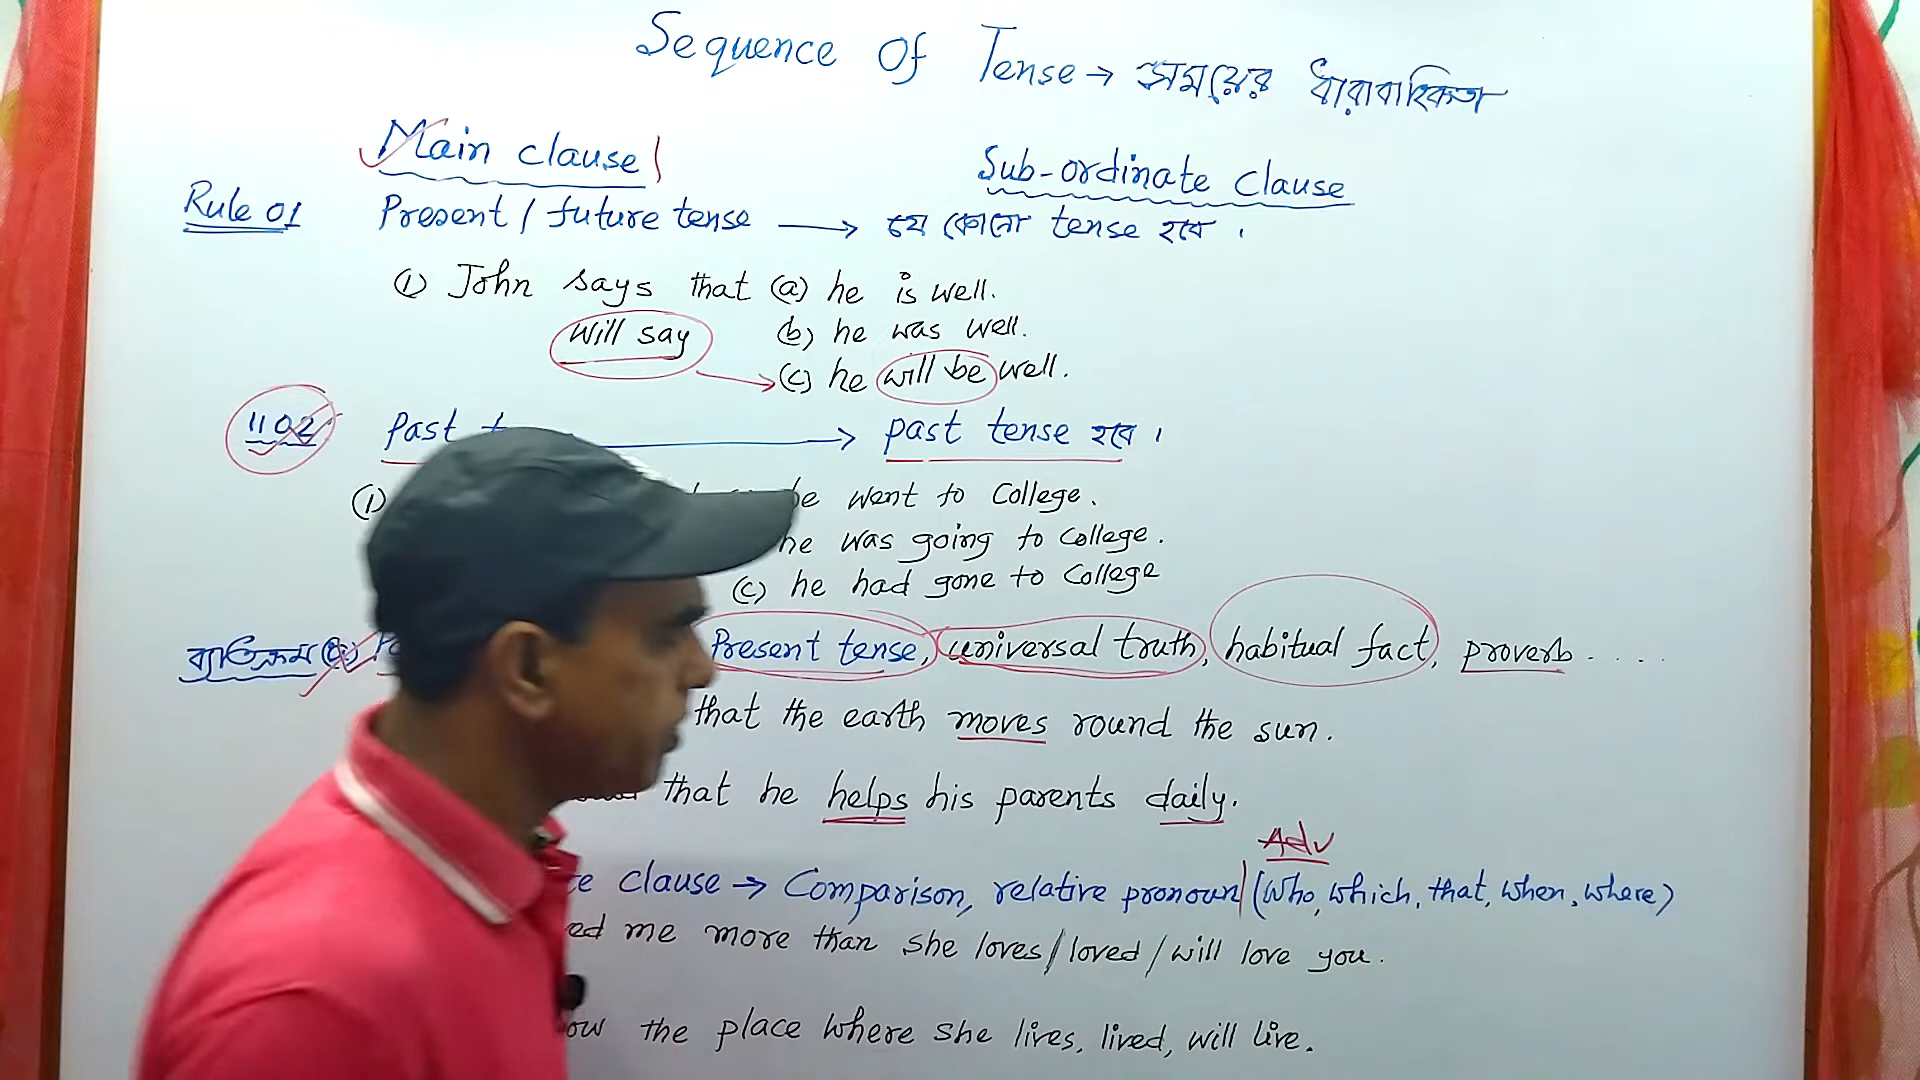 Sequence Of Tense → সময়ের ধারাবাহিকতা
Main clause Sub-ordinate Clause
Rule 01 Present / future tense → যে কোনো tense হবে ।
(1) John says that (a) he is well.
Will say (b) he was well.
→ (c) he will be well.
"02 Past → past tense হবে ।
(1) he went to College.
he was going to College.
(c) he had gone to College
ব্যতিক্রম Present tense, universal truth, habitual fact, proverb . . . .
that the earth moves round the sun.
that he helps his parents daily.
Adv
clause → Comparison, relative pronoun | (who, which, that, when, where)
me more than she loves/loved/will love you.
the place where she lives, lived, will live.